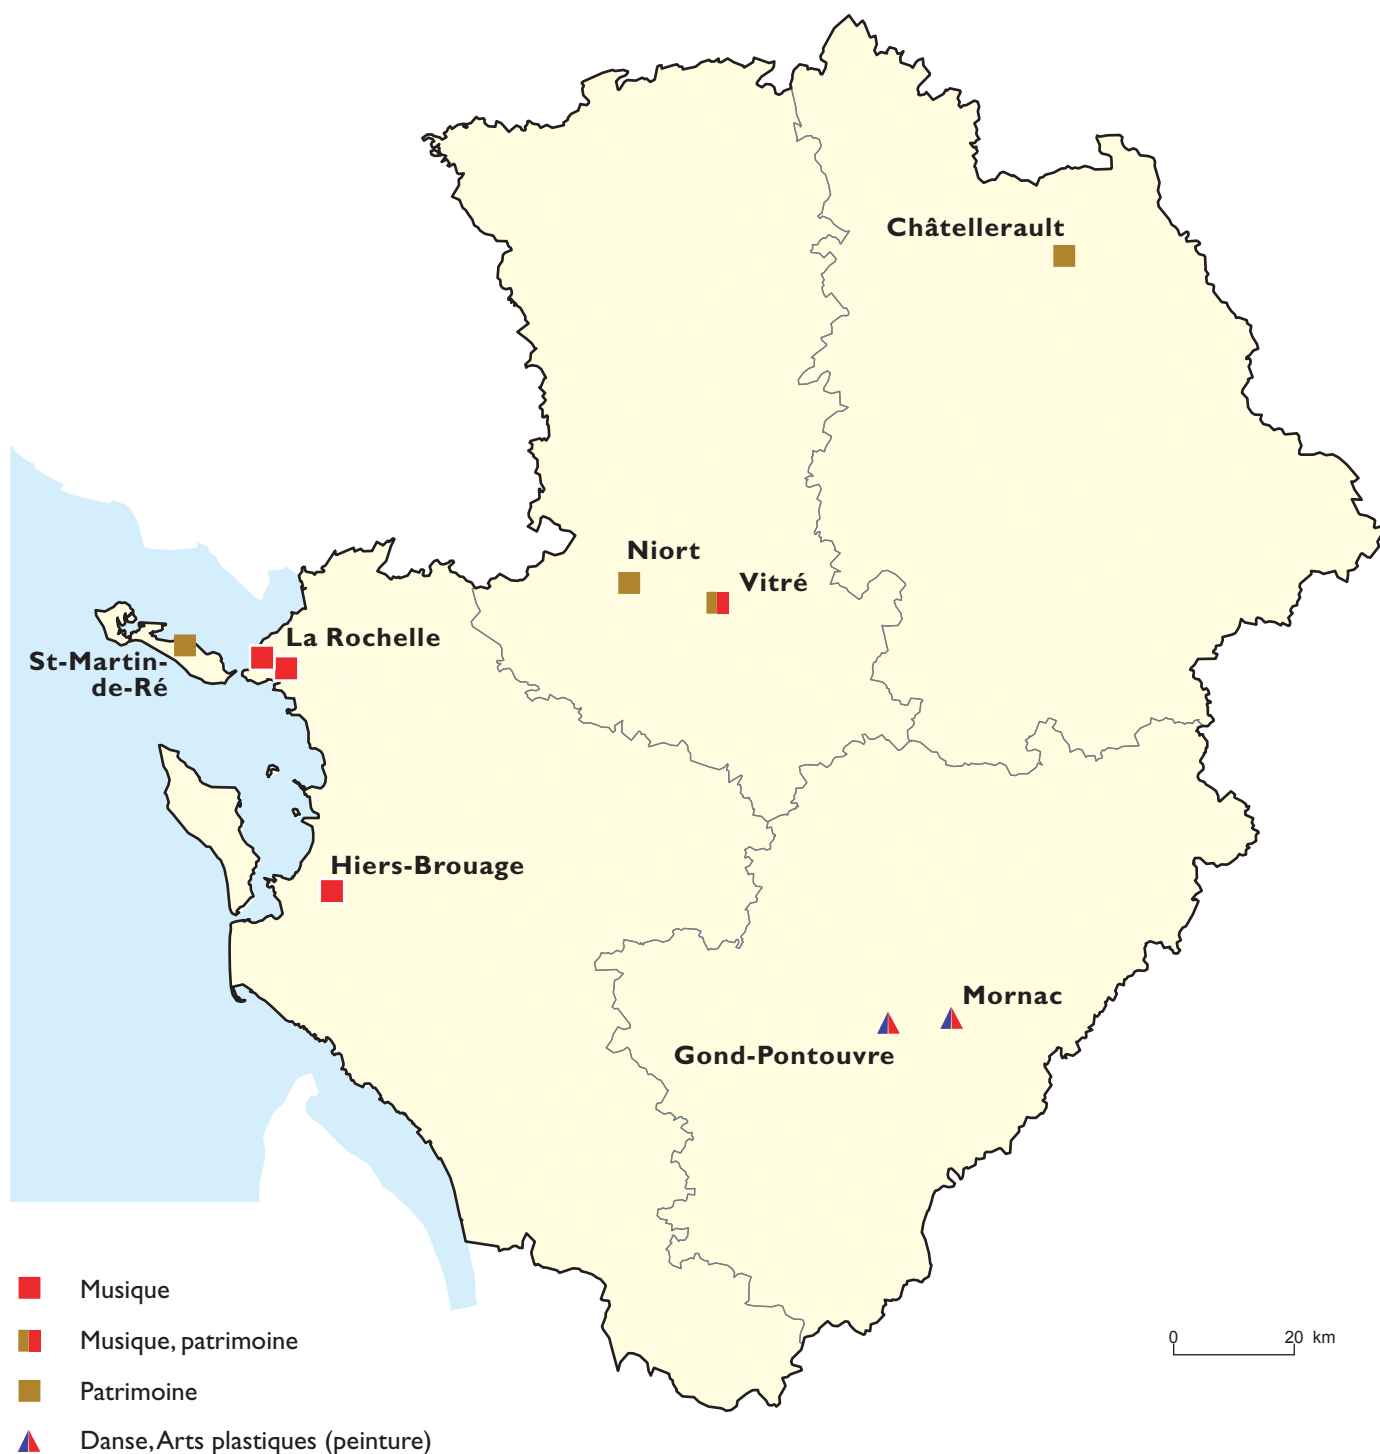 Châtellerault
Niort
Vitré
La Rochelle
St-Martin-
de-Ré
Hiers-Brouage
Mornac
Gond-Pontouvre
Musique
Musique, patrimoine
Patrimoine
Danse, Arts plastiques (peinture)
0 20 km